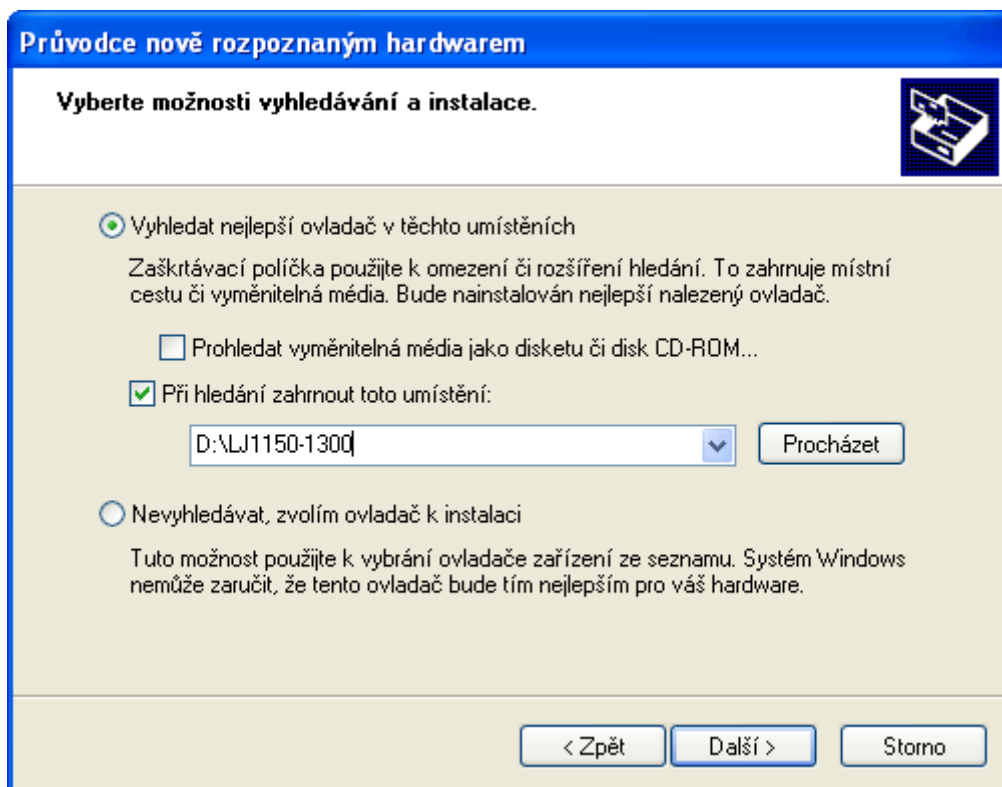 Průvodce nově rozpoznaným hardwarem
Vyberte možnosti vyhledávání a instalace.
Vyhledat nejlepší ovladač v těchto umístěních
Zaškrtávací políčka použijte k omezení či rozšíření hledání. To zahrnuje místní
cestu či vyměnitelná média. Bude nainstalován nejlepší nalezený ovladač.
Prohledat vyměnitelná média jako disketu či disk CD-ROM...
Při hledání zahrnout toto umístění:
D:\LJ1150-1300
Procházet
Nevyhledávat, zvolím ovladač k instalaci
Tuto možnost použijte k vybrání ovladače zařízení ze seznamu. Systém Windows
nemůže zaručit, že tento ovladač bude tím nejlepším pro váš hardware.
< Zpět
Další >
Storno